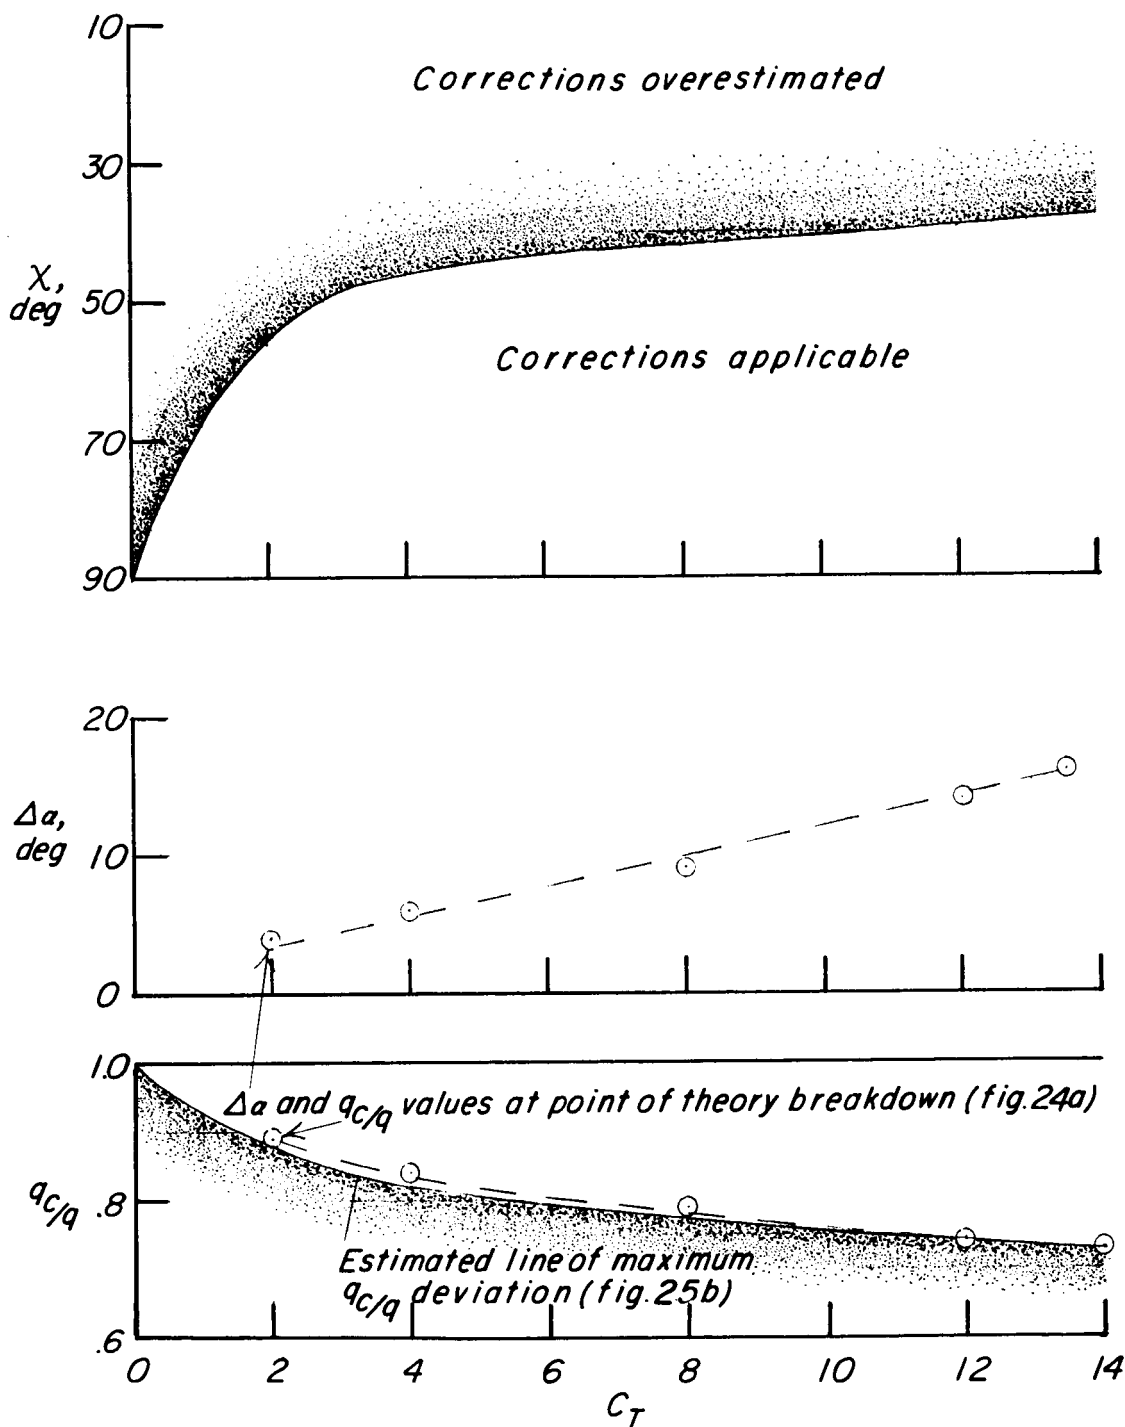 10
Corrections overestimated
30
χ,
deg
50
Corrections applicable
70
90
20
Δα,
deg
10
0
1.0
Δα and qc/q values at point of theory breakdown (fig. 24a)
qc/q
.8
Estimated line of maximum
qc/q deviation (fig. 25b)
.6
0 2 4 6 8 10 12 14
CT